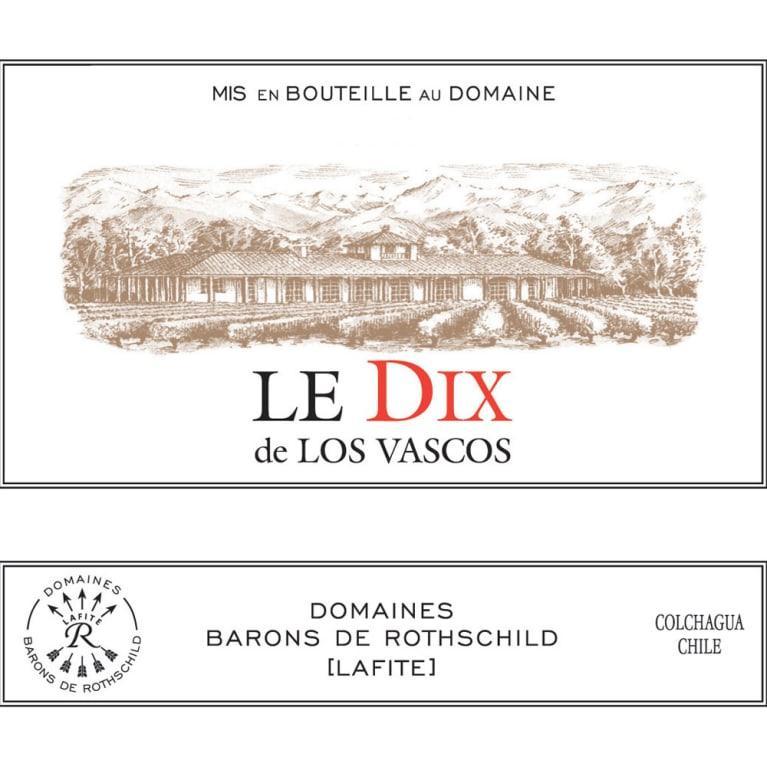 MIS EN BOUTEILLE AU DOMAINE
LE DIX
de LOS VASCOS
DOMAINES
LAFITE
R
BARONS DE ROTHSCHILD
DOMAINES
BARONS DE ROTHSCHILD
[LAFITE]
COLCHAGUA
CHILE